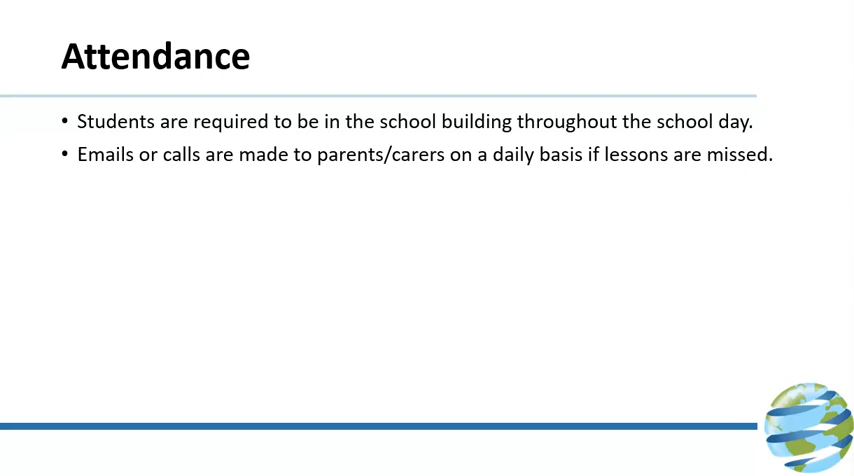 Attendance
• Students are required to be in the school building throughout the school day.
• Emails or calls are made to parents/carers on a daily basis if lessons are missed.